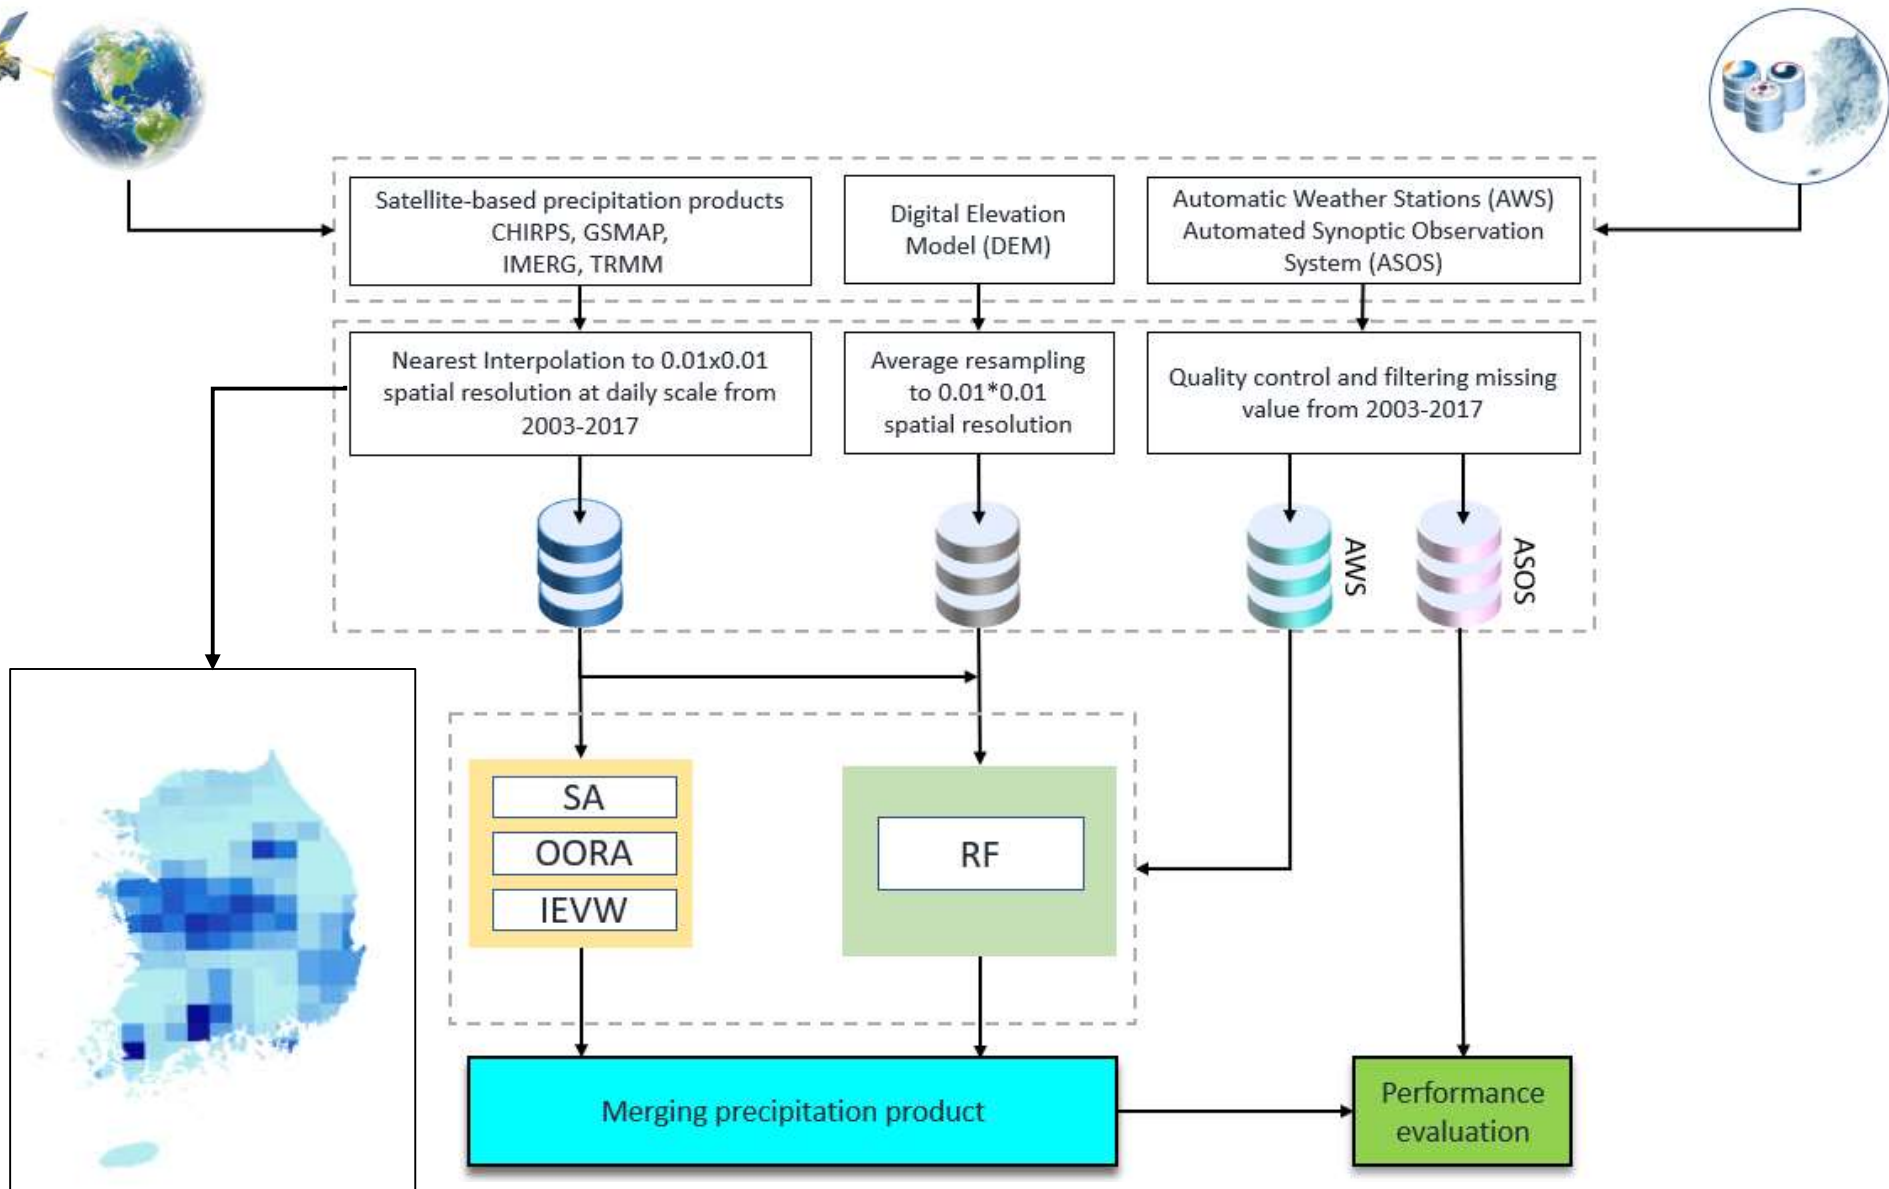 Satellite-based precipitation products
CHIRPS, GSMAP,
IMERG, TRMM
Digital Elevation
Model (DEM)
Automatic Weather Stations (AWS)
Automated Synoptic Observation
System (ASOS)
Nearest Interpolation to 0.01x0.01
spatial resolution at daily scale from
2003-2017
Average resampling
to 0.01*0.01
spatial resolution
Quality control and filtering missing
value from 2003-2017
AWS
ASOS
SA
OORA
IEVW
RF
Merging precipitation product
Performance
evaluation